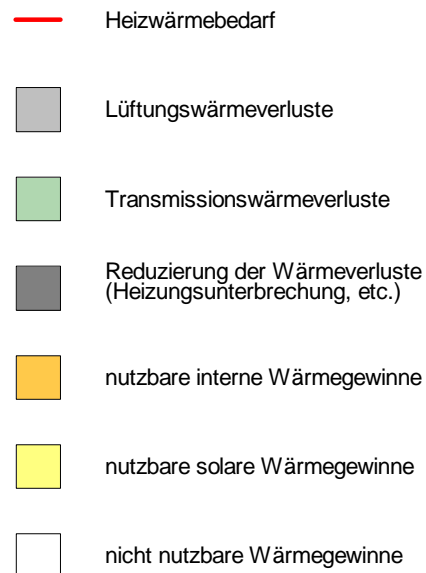 Heizwärmebedarf
Lüftungswärmeverluste
Transmissionswärmeverluste
Reduzierung der Wärmeverluste
(Heizungsunterbrechung, etc.)
nutzbare interne Wärmegewinne
nutzbare solare Wärmegewinne
nicht nutzbare Wärmegewinne